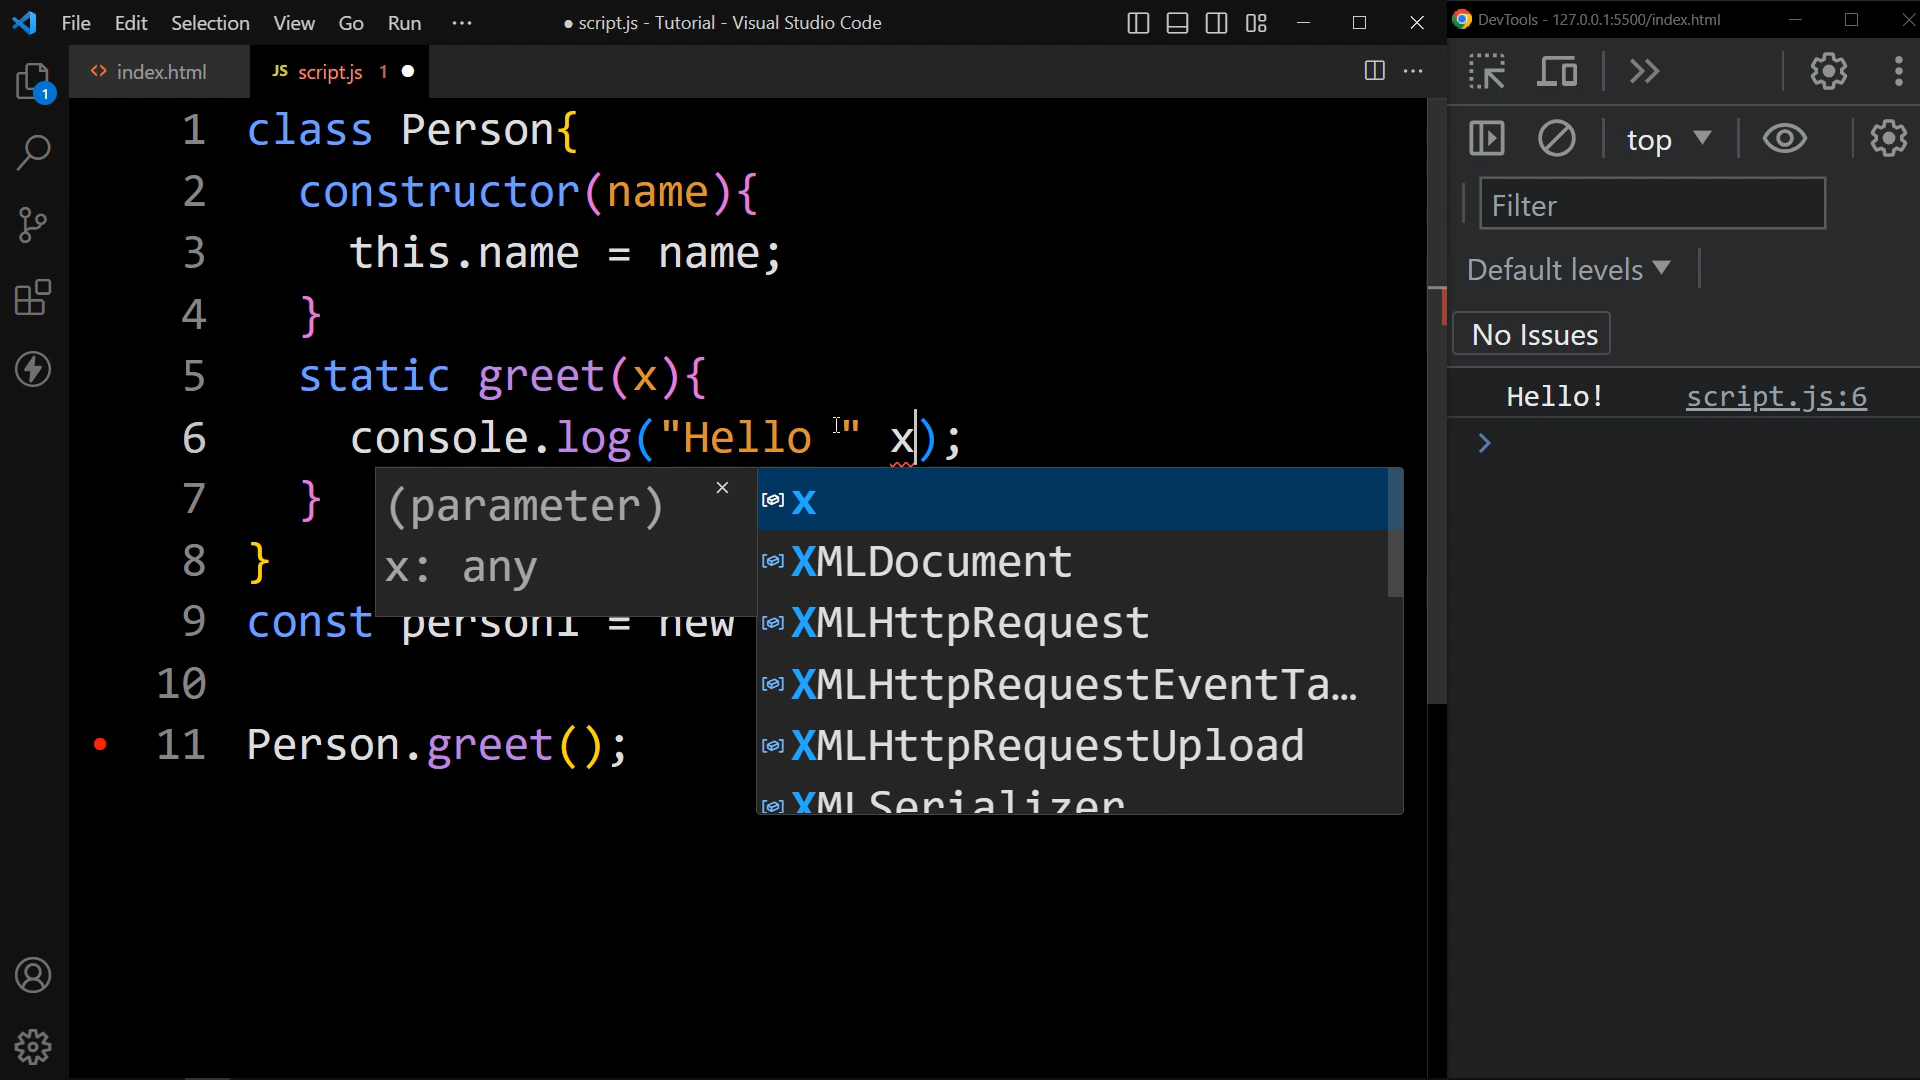 File Edit Selection View Go Run ···
● script.js - Tutorial - Visual Studio Code
<> index.html
JS script.js 1 ●
1
1 class Person{
2 constructor(name){
3 this.name = name;
4 }
5 static greet(x){
6 console.log("Hello " x);
7 }
8 }
9 const person1 = new
10
11 Person.greet();
(parameter)
x: any
x
XMLDocument
XMLHttpRequest
XMLHttpRequestEventTa…
XMLHttpRequestUpload
XMLSerializer
DevTools - 127.0.0.1:5500/index.html
top
Filter
Default levels
No Issues
Hello! script.js:6